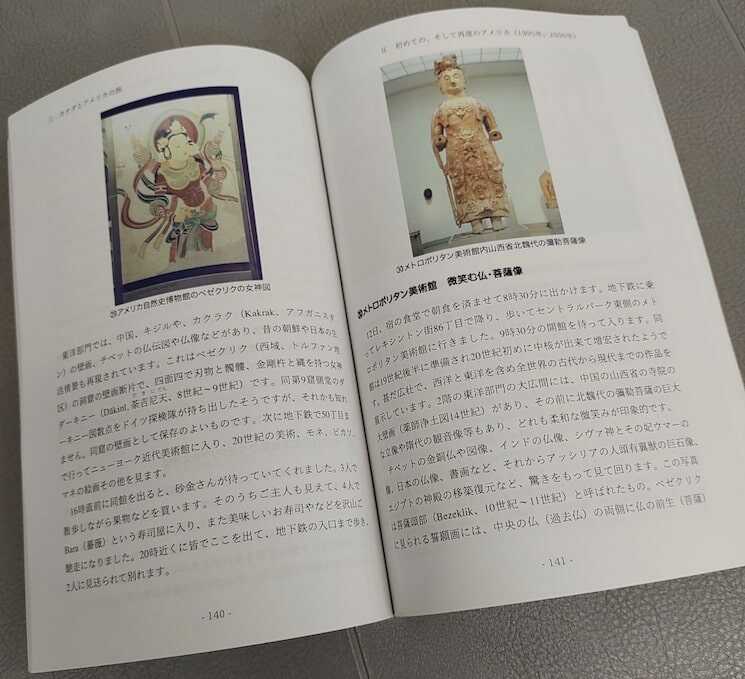 三 カナダとアメリカの旅
㉙アメリカ自然史博物館のベゼクリクの女神図
東洋部門では、中国、キジルや、カクラク（Kakrak、アフガニスタ
ン）の壁画、チベットの仏伝図や仏像などがあり、昔の朝鮮や日本の生
活情景も再現されています。これはベゼクリク（西域、トルファン地
区）の洞窟の壁画断片で、四面四で月物と髑髏、金剛杵と縄を持つ女神
ダーキニー（Dākinī,荼吉尼天、8世紀～9世紀）です。同第9窟側堂のダ
だきにてん
ーキニー図数点をドイツ探検隊が持ち出したそうですが、それかも知れ
ません。同窟の壁画として保存のよいものです。次に地下鉄で50丁目ま
で行ってニューヨーク近代美術館に入り、20世紀の美術、モネ、ピカソ、
マネの絵画その他を見ます。
16時直前に同館を出ると、砂金さんが待っていてくれました。3人で
散歩しながら果物などを買います。そのうちご主人も見えて、4人で
Bara（薔薇）という寿司屋に入り、また美味しいお寿司やなどを沢山ご
馳走になりました。20時近くに皆でここを出て、地下鉄の入口まで歩き、
2人に見送られて別れます。
- 140 -
II 初めての、そして再度のアメリカ（1995年、1996年）
㉚メトロポリタン美術館内山西省北魏代の彌勒菩薩像
㉚メトロポリタン美術館 微笑む仏・菩薩像
12日、宿の食堂で朝食を済ませて8時30分に出かけます。地下鉄に乗
ってレキシントン街86丁目で降り、歩いてセントラルパーク東側のメト
ロポリタン美術館に行きました。9時30分の開館を待って入ります。同
館は19世紀後半に準備され20世紀初めに中核が出来て増宏されたようで
す。甚だ広壮で、西洋と東洋を含め全世界の古代から現代までの作品を
展示しています。2階の東洋部門の大広間には、中国の山西省の寺院の
大壁画（薬師浄土図14世紀）があり、その前に北魏代の彌勒菩薩の巨大
な立像や隋代の観音像等もあり、どれも柔和な微笑みが印象的です、
チベットの金銅仏や図像、インドの仏像、シヴァ神とその妃ウマーの
像、日本の仏像、書画など、それからアッシリアの人頭有翼獣の巨石像、
エジプトの神殿の移築復元など、驚きをもって見て回ります。この写真
は菩薩頭部（Bezeklik, 10世紀～11世紀）と呼ばれたもの。ベゼクリク
に見られる誓願画には、中央の仏（過去仏）の両側に仏の前生（菩薩）
- 141 -